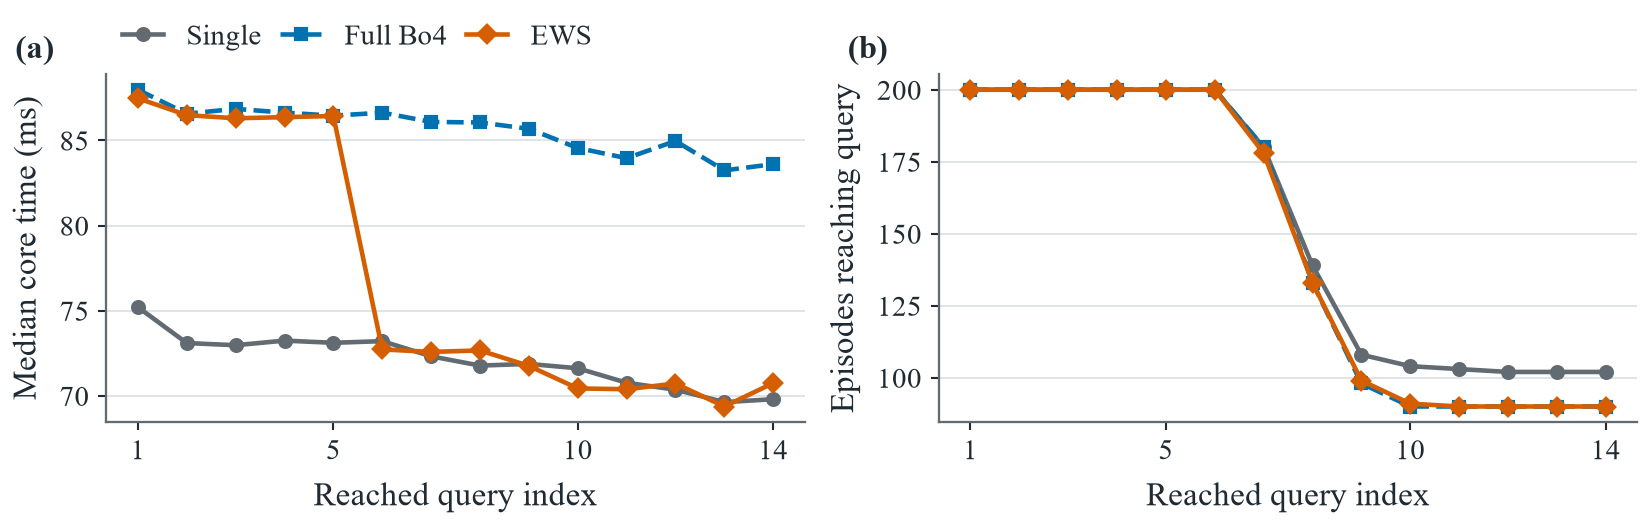 (a)
Single Full Bo4 EWS
Median core time (ms)
85
80
75
70
1 5 10 14
Reached query index
(b)
Episodes reaching query
200
175
150
125
100
1 5 10 14
Reached query index